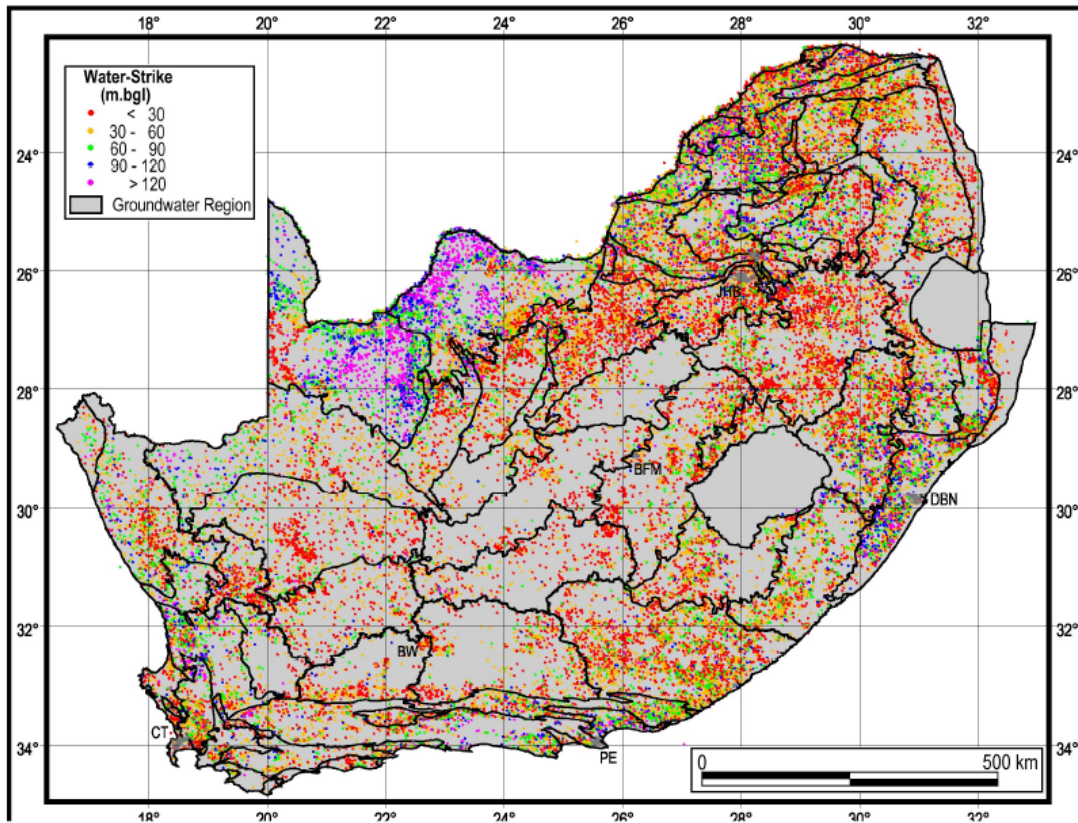 18° 20° 22° 24° 26° 28° 30° 32°
Water-Strike
(m.bgl)
< 30
30 - 60
60 - 90
90 - 120
> 120
Groundwater Region
24° 24°
26° 26°
JHB
28° 28°
BFM
DBN
30° 30°
32° 32°
BW
CT
34° 34°
PE
0 500 km
18° 20° 22° 24° 26° 28° 30° 32°